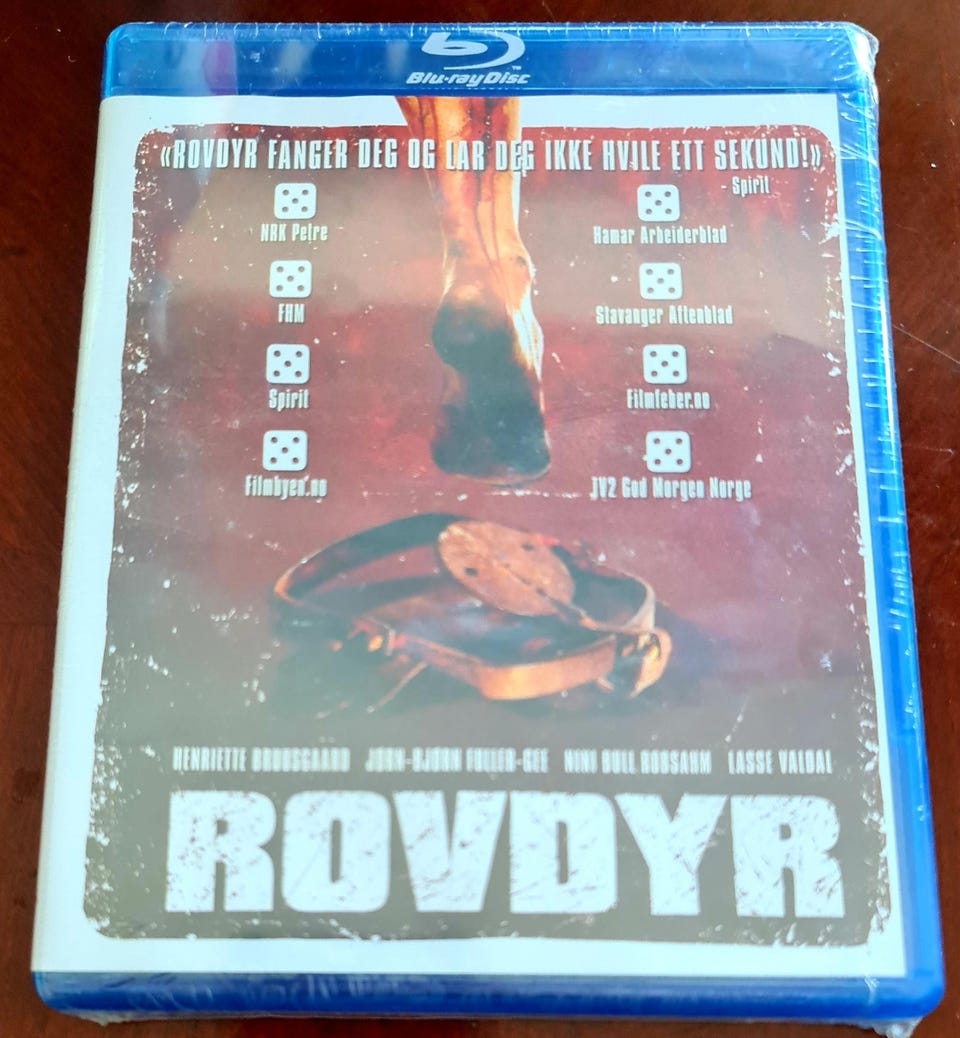 Blu-ray Disc
«ROVDYR FANGER DEG OG LAR DEG IKKE HVILE ETT SEKUND!»
- Spirit
NRK Petre
Hamar Arbeiderblad
FHM
Stavanger Aftenblad
Spirit
Filmfeber.no
Filmbyen.no
TV2 God Morgen Norge
HENRIETTE BRUUSGAARD JØRN-BJØRN FULLER-GEE NINI BULL ROBSAHM LASSE VALDAL
ROVDYR